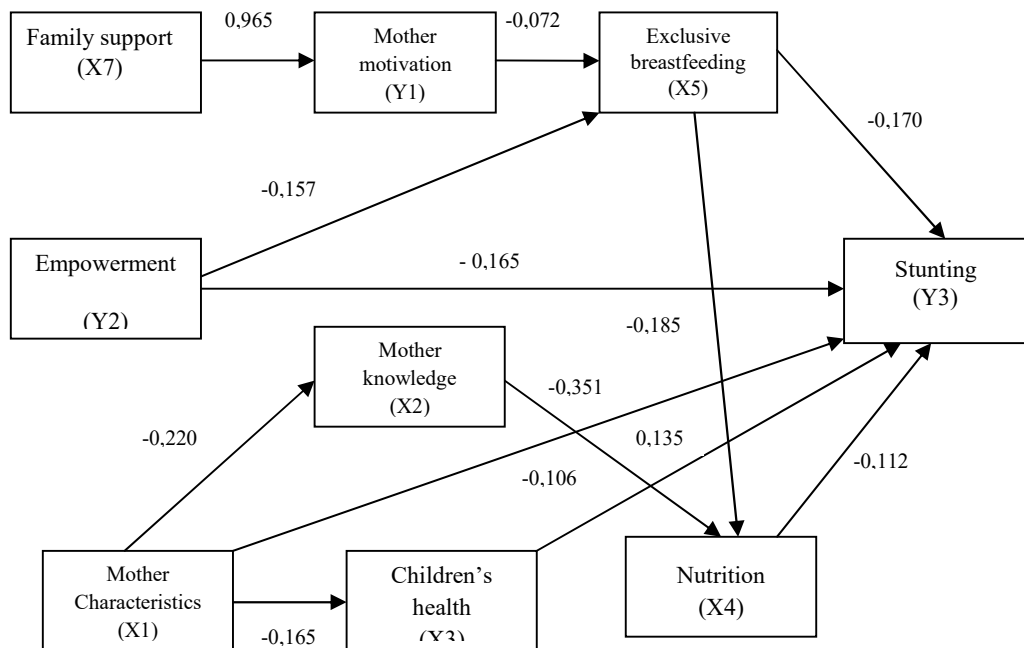 Family support
(X7)
0,965
Mother
motivation
(Y1)
-0,072
Exclusive
breastfeeding
(X5)
-0,170
-0,157
Empowerment
(Y2)
- 0,165
Stunting
(Y3)
-0,185
Mother
knowledge
(X2)
-0,351
-0,220
0,135
-0,106
-0,112
Mother
Characteristics
(X1)
-0,165
Children’s
health
(X3)
Nutrition
(X4)